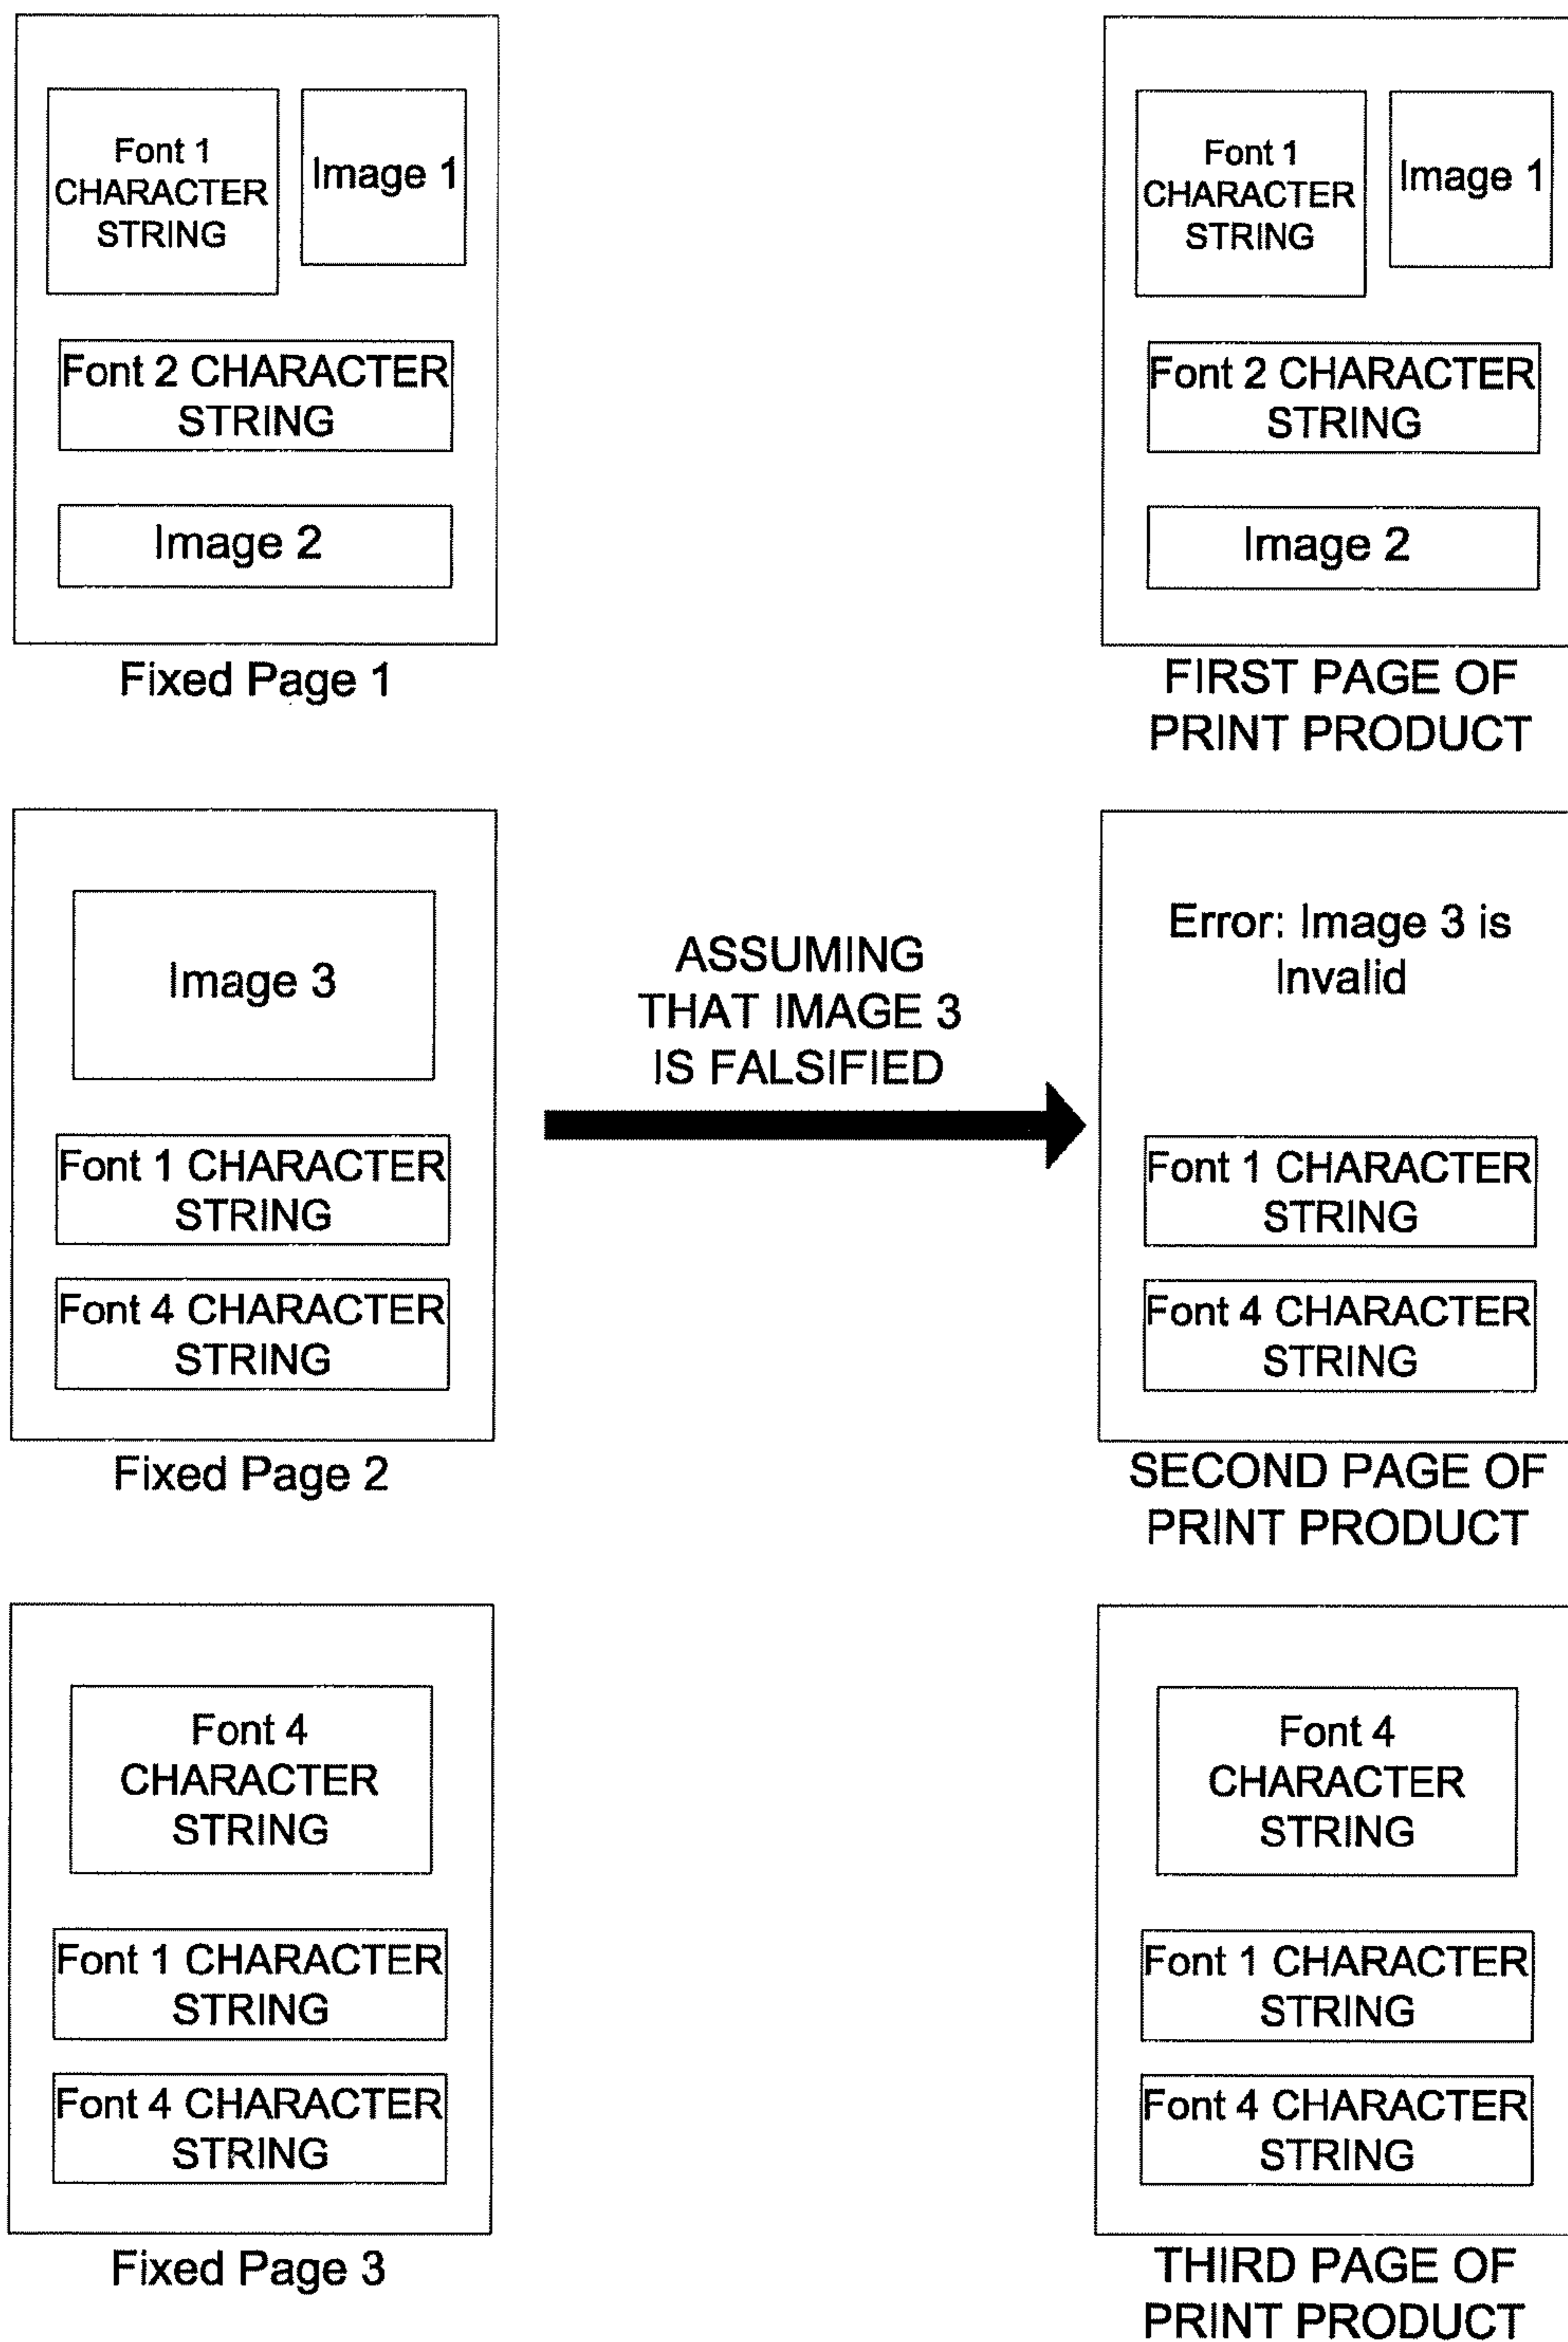 Font 1
CHARACTER
STRING
Image 1
Font 2 CHARACTER
STRING
Image 2
Fixed Page 1
Font 1
CHARACTER
STRING
Image 1
Font 2 CHARACTER
STRING
Image 2
FIRST PAGE OF
PRINT PRODUCT
Image 3
Font 1 CHARACTER
STRING
Font 4 CHARACTER
STRING
Fixed Page 2
ASSUMING
THAT IMAGE 3
IS FALSIFIED
Error: Image 3 is
Invalid
Font 1 CHARACTER
STRING
Font 4 CHARACTER
STRING
SECOND PAGE OF
PRINT PRODUCT
Font 4
CHARACTER
STRING
Font 1 CHARACTER
STRING
Font 4 CHARACTER
STRING
Fixed Page 3
Font 4
CHARACTER
STRING
Font 1 CHARACTER
STRING
Font 4 CHARACTER
STRING
THIRD PAGE OF
PRINT PRODUCT